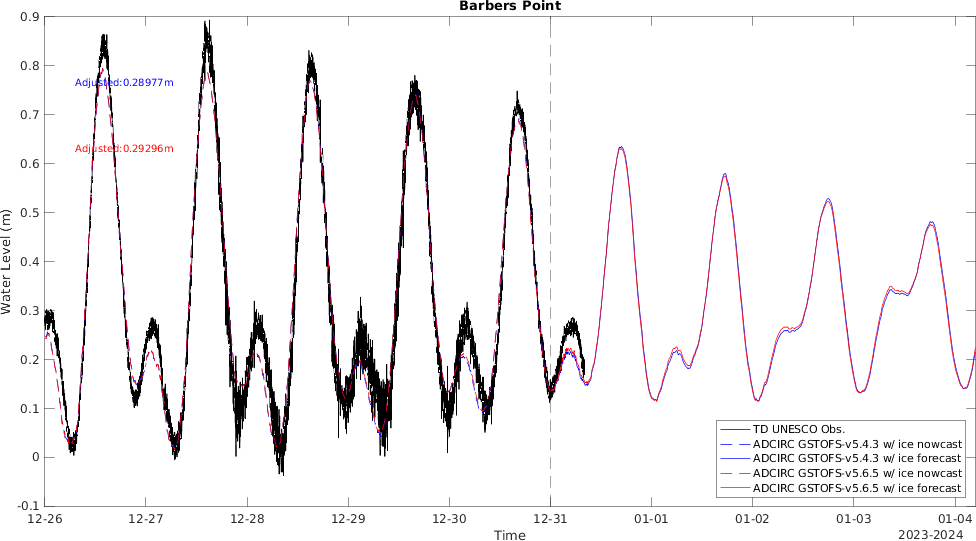 Barbers Point
0.9
0.8
0.7
0.6
0.5
0.4
0.3
0.2
0.1
0
-0.1
Water Level (m)
Adjusted:0.28977m
Adjusted:0.29296m
TD UNESCO Obs.
ADCIRC GSTOFS-v5.4.3 w/ ice nowcast
ADCIRC GSTOFS-v5.4.3 w/ ice forecast
ADCIRC GSTOFS-v5.6.5 w/ ice nowcast
ADCIRC GSTOFS-v5.6.5 w/ ice forecast
12-26 12-27 12-28 12-29 12-30 12-31 01-01 01-02 01-03 01-04
Time
2023-2024